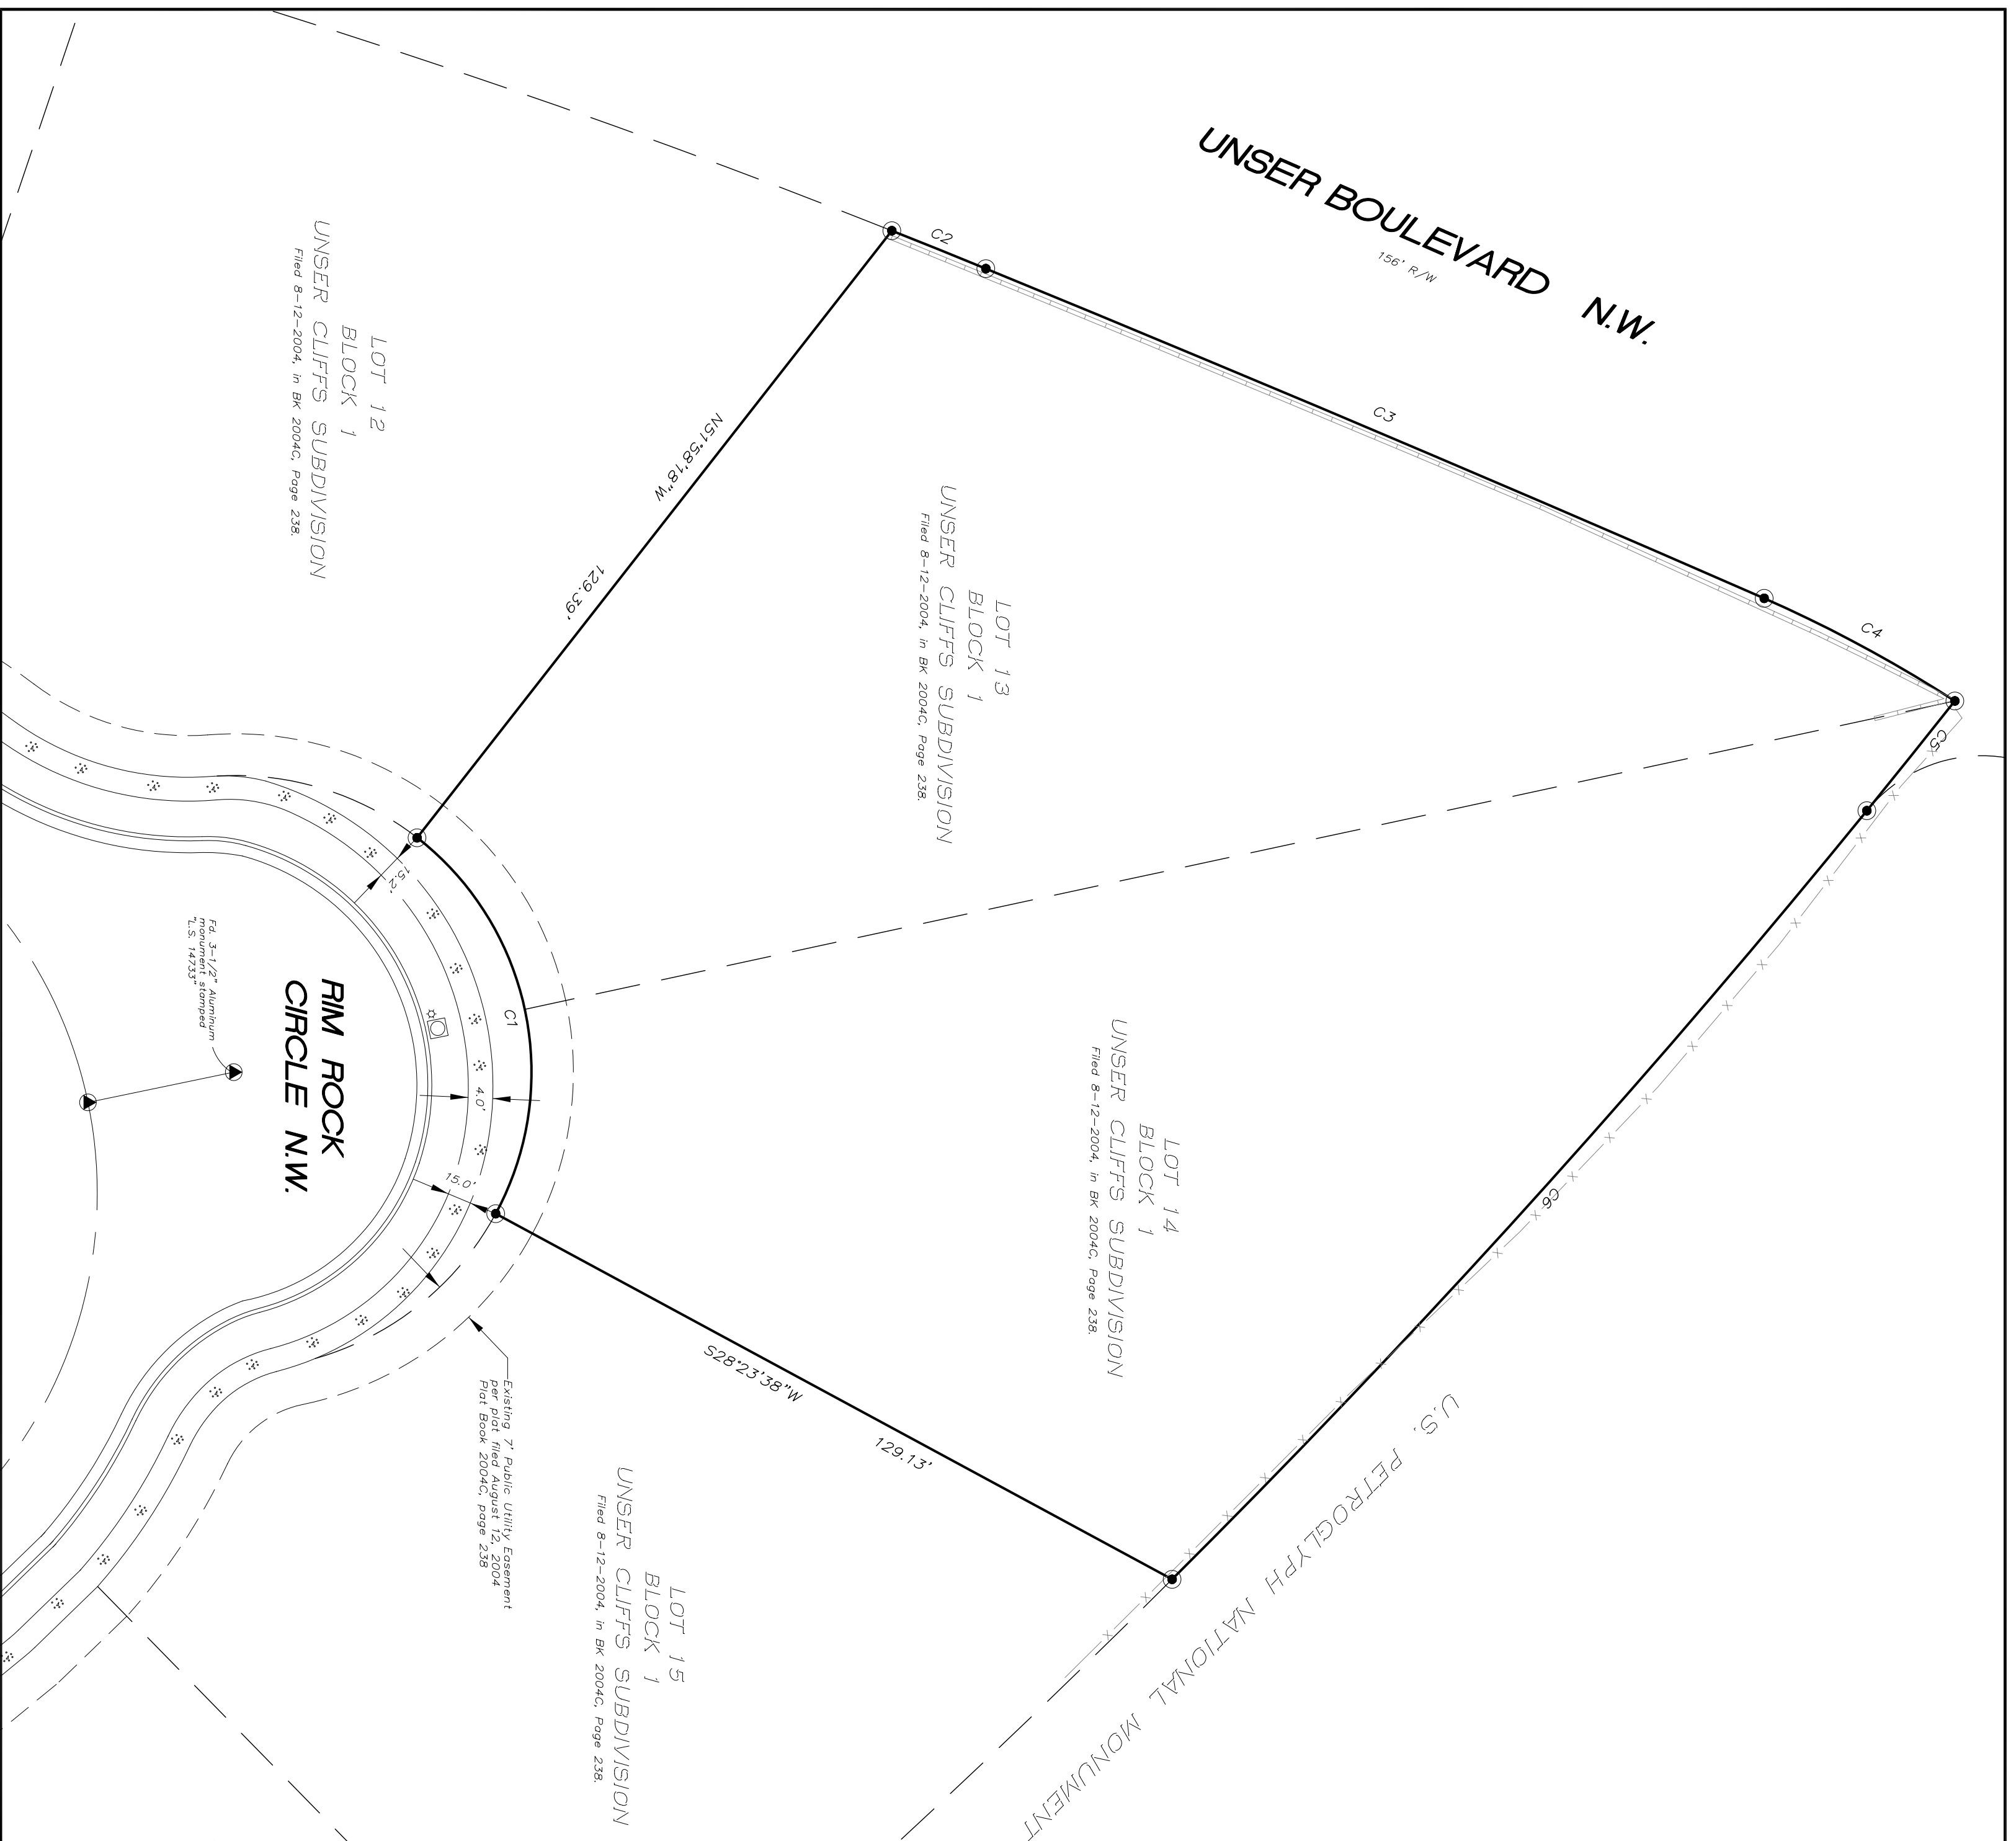 UNSER BOULEVARD N.W.
156' R/W
C2
C3
C4
C5
C6
C1
N51°58'18"W
129.39'
S28°23'38"W
129.13'
LOT 12
BLOCK 1
UNSER CLIFFS SUBDIVISION
Filed 8-12-2004, in BK 2004C, Page 238.
LOT 13
BLOCK 1
UNSER CLIFFS SUBDIVISION
Filed 8-12-2004, in BK 2004C, Page 238.
LOT 14
BLOCK 1
UNSER CLIFFS SUBDIVISION
Filed 8-12-2004, in BK 2004C, Page 238.
LOT 15
BLOCK 1
UNSER CLIFFS SUBDIVISION
Filed 8-12-2004, in BK 2004C, Page 238.
15.2'
4.0'
15.0'
Fd. 3-1/2" Aluminum
monument stamped
"L.S. 14733"
RIM ROCK
CIRCLE N.W.
Existing 7' Public Utility Easement
per plat filed August 12, 2004
Plat Book 2004C, page 238
U.S. PETROGLYPH NATIONAL MONUMENT